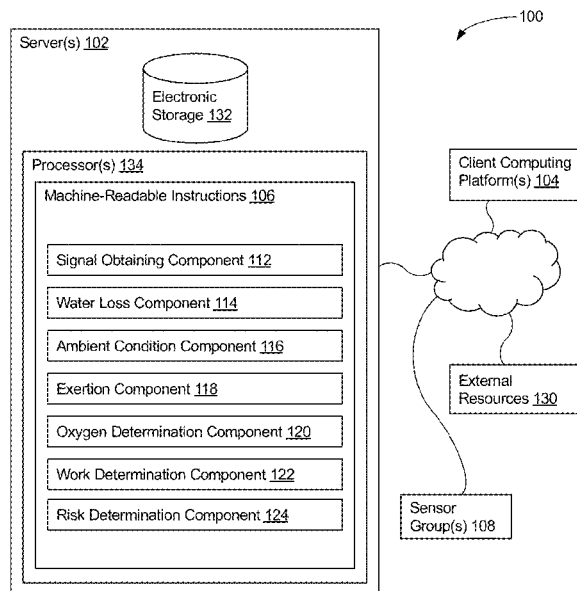 100
Server(s) 102
Electronic
Storage 132
Processor(s) 134
Machine-Readable Instructions 106
Signal Obtaining Component 112
Water Loss Component 114
Ambient Condition Component 116
Exertion Component 118
Oxygen Determination Component 120
Work Determination Component 122
Risk Determination Component 124
Client Computing
Platform(s) 104
External
Resources 130
Sensor
Group(s) 108